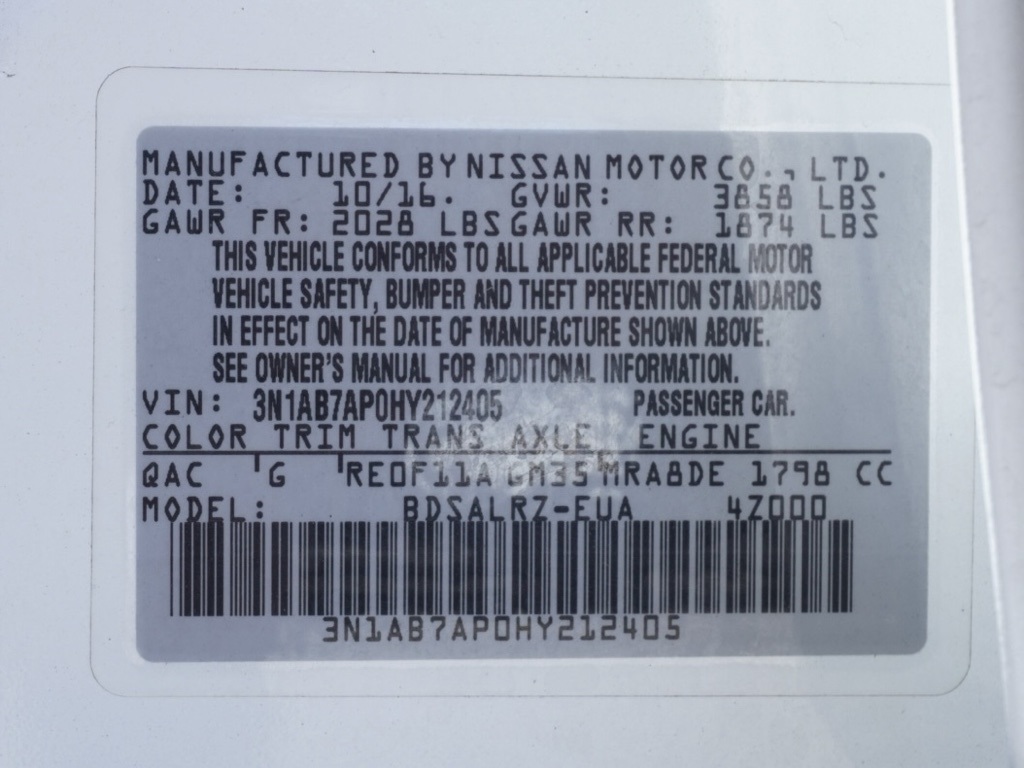 MANUFACTURED BY NISSAN MOTOR CO., LTD.
DATE: 10/16. GVWR: 3858 LBS
GAWR FR: 2028 LBS GAWR RR: 1874 LBS
THIS VEHICLE CONFORMS TO ALL APPLICABLE FEDERAL MOTOR
VEHICLE SAFETY, BUMPER AND THEFT PREVENTION STANDARDS
IN EFFECT ON THE DATE OF MANUFACTURE SHOWN ABOVE.
SEE OWNER'S MANUAL FOR ADDITIONAL INFORMATION.
VIN: 3N1AB7AP0HY212405 PASSENGER CAR.
COLOR TRIM TRANS AXLE ENGINE
QAC G RE0F11A GM35 MRA8DE 1798 CC
MODEL: BDSALRZ-EUA 4Z000
3N1AB7AP0HY212405